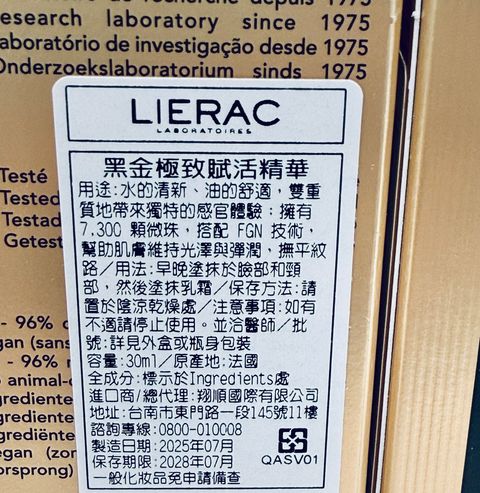 Laboratoire de recherche depuis 1975
esearch laboratory since 1975
aboratório de investigação desde 1975
Onderzoekslaboratorium sinds 1975
LIERAC
LABORATOIRES
Testé
Tested
Testad
Getest
- 96%
gan (sans
- 96%
animal-
gredient
grediente
grediënte
egan (zon
orsprong)
黑金極致賦活精華
用途:水的清新、油的舒適,雙重
質地帶來獨特的感官體驗;擁有
7,300 顆微珠,搭配 FGN 技術,
幫助肌膚維持光澤與彈潤,撫平紋
路/用法:早晚塗抹於臉部和頸
部,然後塗抹乳霜/保存方法:請
置於陰涼乾燥處/注意事項:如有
不適請停止使用。並洽醫師/批
號:詳見外盒或瓶身包裝
容量:30ml/原產地:法國
全成分:標示於Ingredients處
進口商/總代理:翔順國際有限公司
地址:台南市東門路一段145號11樓
諮詢專線:0800-010008
製造日期:2025年07月
保存期限:2028年07月
QASV01
一般化妝品免申請備查